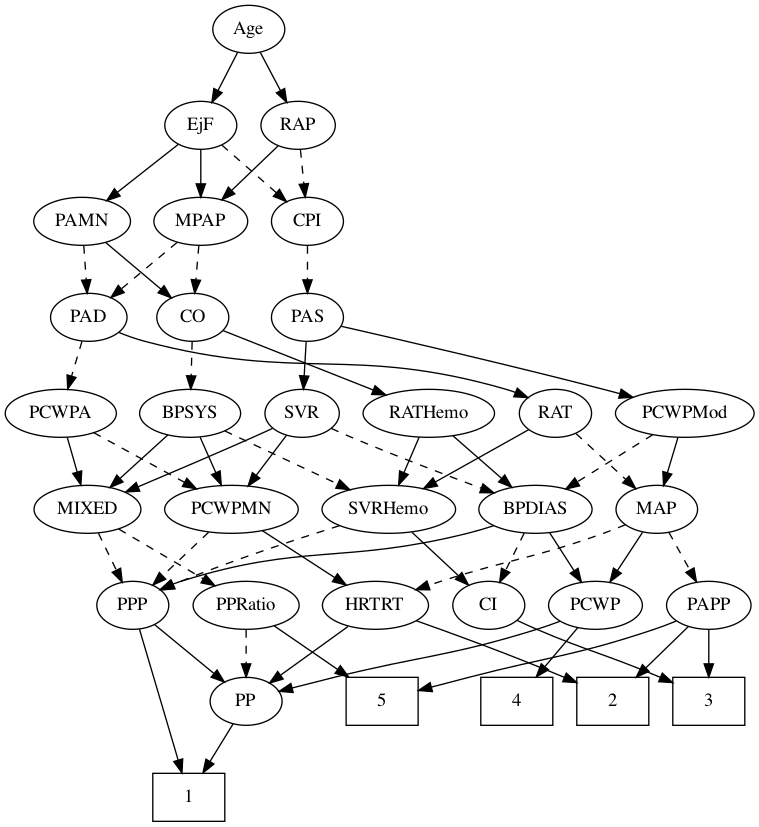 Age
EjF
RAP
PAMN
MPAP
CPI
PAD
CO
PAS
PCWPA
BPSYS
SVR
RATHemo
RAT
PCWPMod
MIXED
PCWPMN
SVRHemo
BPDIAS
MAP
PPP
PPRatio
HRTRT
CI
PCWP
PAPP
PP
5
4
2
3
1